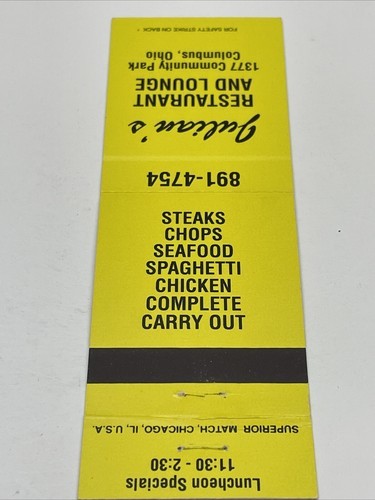 FOR SAFETY STRIKE ON BACK
Julian's
RESTAURANT
AND LOUNGE
1377 Community Park
Columbus, Ohio
891-4754
STEAKS
CHOPS
SEAFOOD
SPAGHETTI
CHICKEN
COMPLETE
CARRY OUT
SUPERIOR MATCH, CHICAGO, IL, U.S.A.
Luncheon Specials
11:30 - 2:30